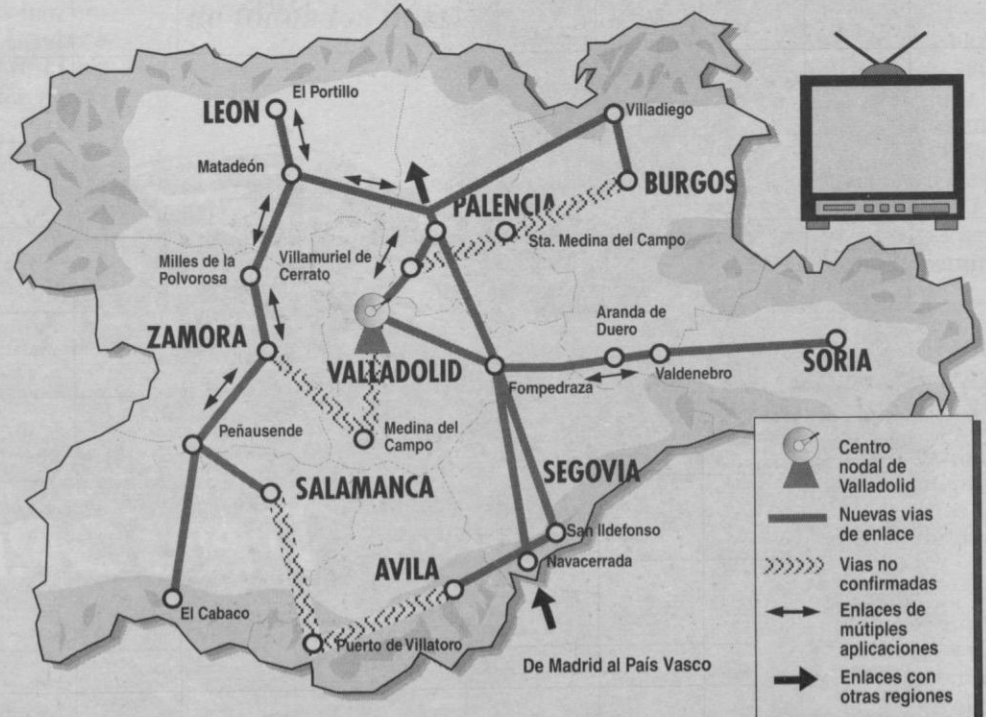 El Portillo
LEON
Matadeón
Viliadiego
BURGOS
PALENCIA
Sta. Medina del Campo
Milles de la
Polvorosa
Villamuriel de
Cerrato
ZAMORA
VALLADOLID
Aranda de
Duero
Valdenebro
SORIA
Fompedraza
Peñausende
Medina del
Campo
SALAMANCA
SEGOVIA
San Ildefonso
Navacerrada
AVILA
El Cabaco
Puerto de Villatoro
De Madrid al País Vasco
Centro
nodal de
Valladolid
Nuevas vias
de enlace
Vias no
confirmadas
Enlaces de
mútiples
aplicaciones
Enlaces con
otras regiones